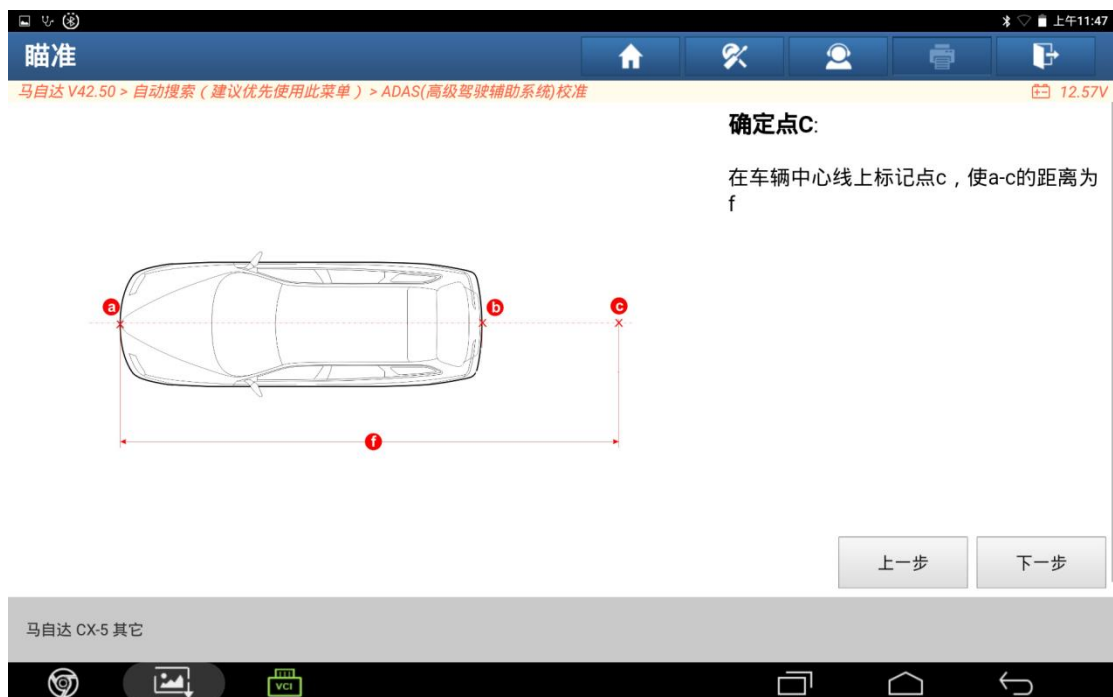 上午11:47
瞄准
马自达 V42.50 > 自动搜索（建议优先使用此菜单）> ADAS(高级驾驶辅助系统)校准
12.57V
确定点C:
在车辆中心线上标记点c，使a-c的距离为
f
a
b
c
f
上一步
下一步
马自达 CX-5 其它
VCI